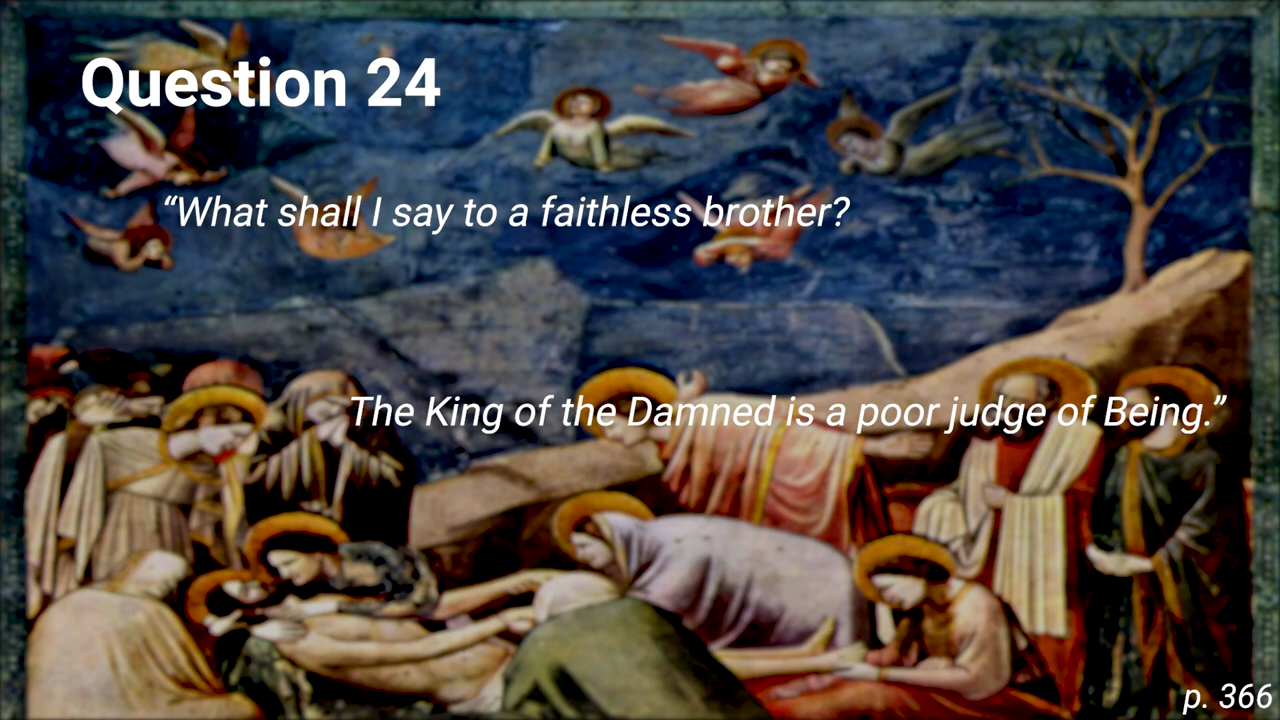 Question 24
“What shall I say to a faithless brother?
The King of the Damned is a poor judge of Being.”
p. 366